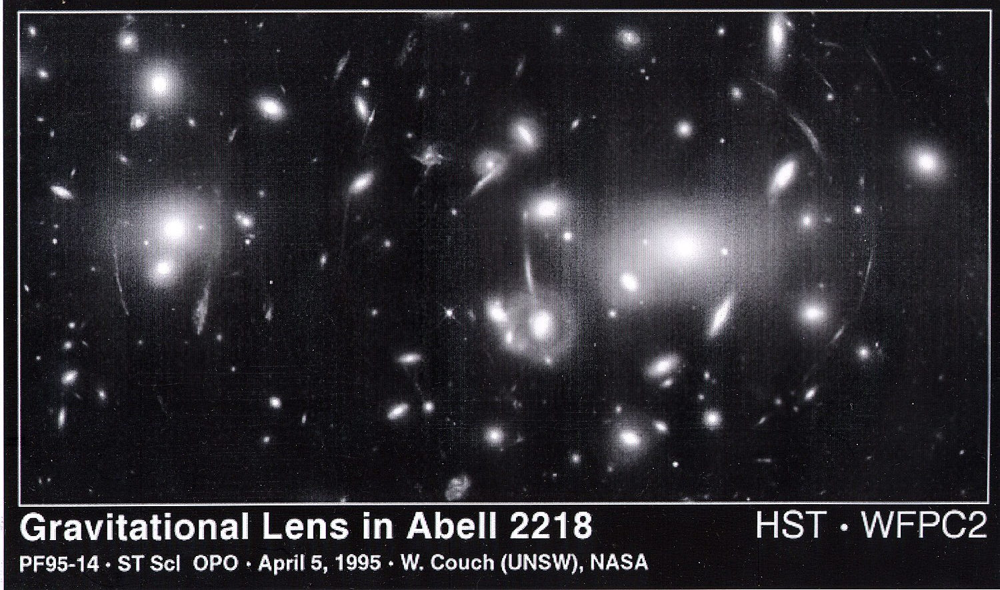 Gravitational Lens in Abell 2218 HST · WFPC2
PF95-14 · ST ScI OPO · April 5, 1995 · W. Couch (UNSW), NASA